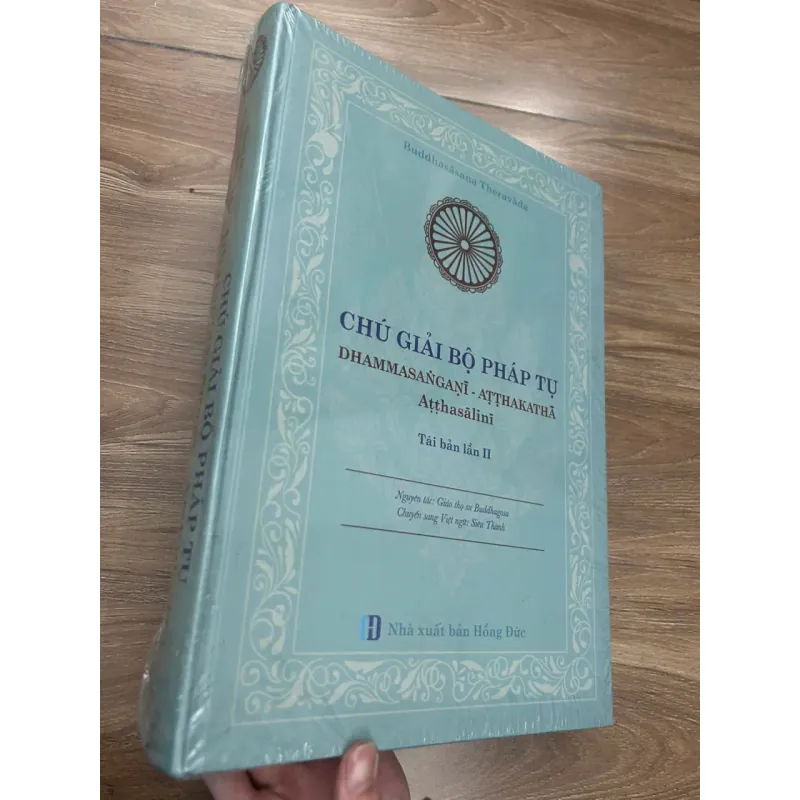 Buddhasāsana Theravāda
CHÚ GIẢI BỘ PHÁP TỤ
DHAMMASAṄGAṆĪ - AṬṬHAKATHĀ
Aṭṭhasālinī
Tái bản lần II
Nguyên tác: Giáo thọ sư Buddhagosa
Chuyển sang Việt ngữ: Siêu Thành
Nhà xuất bản Hồng Đức
CHÚ GIẢI BỘ PHÁP TỤ